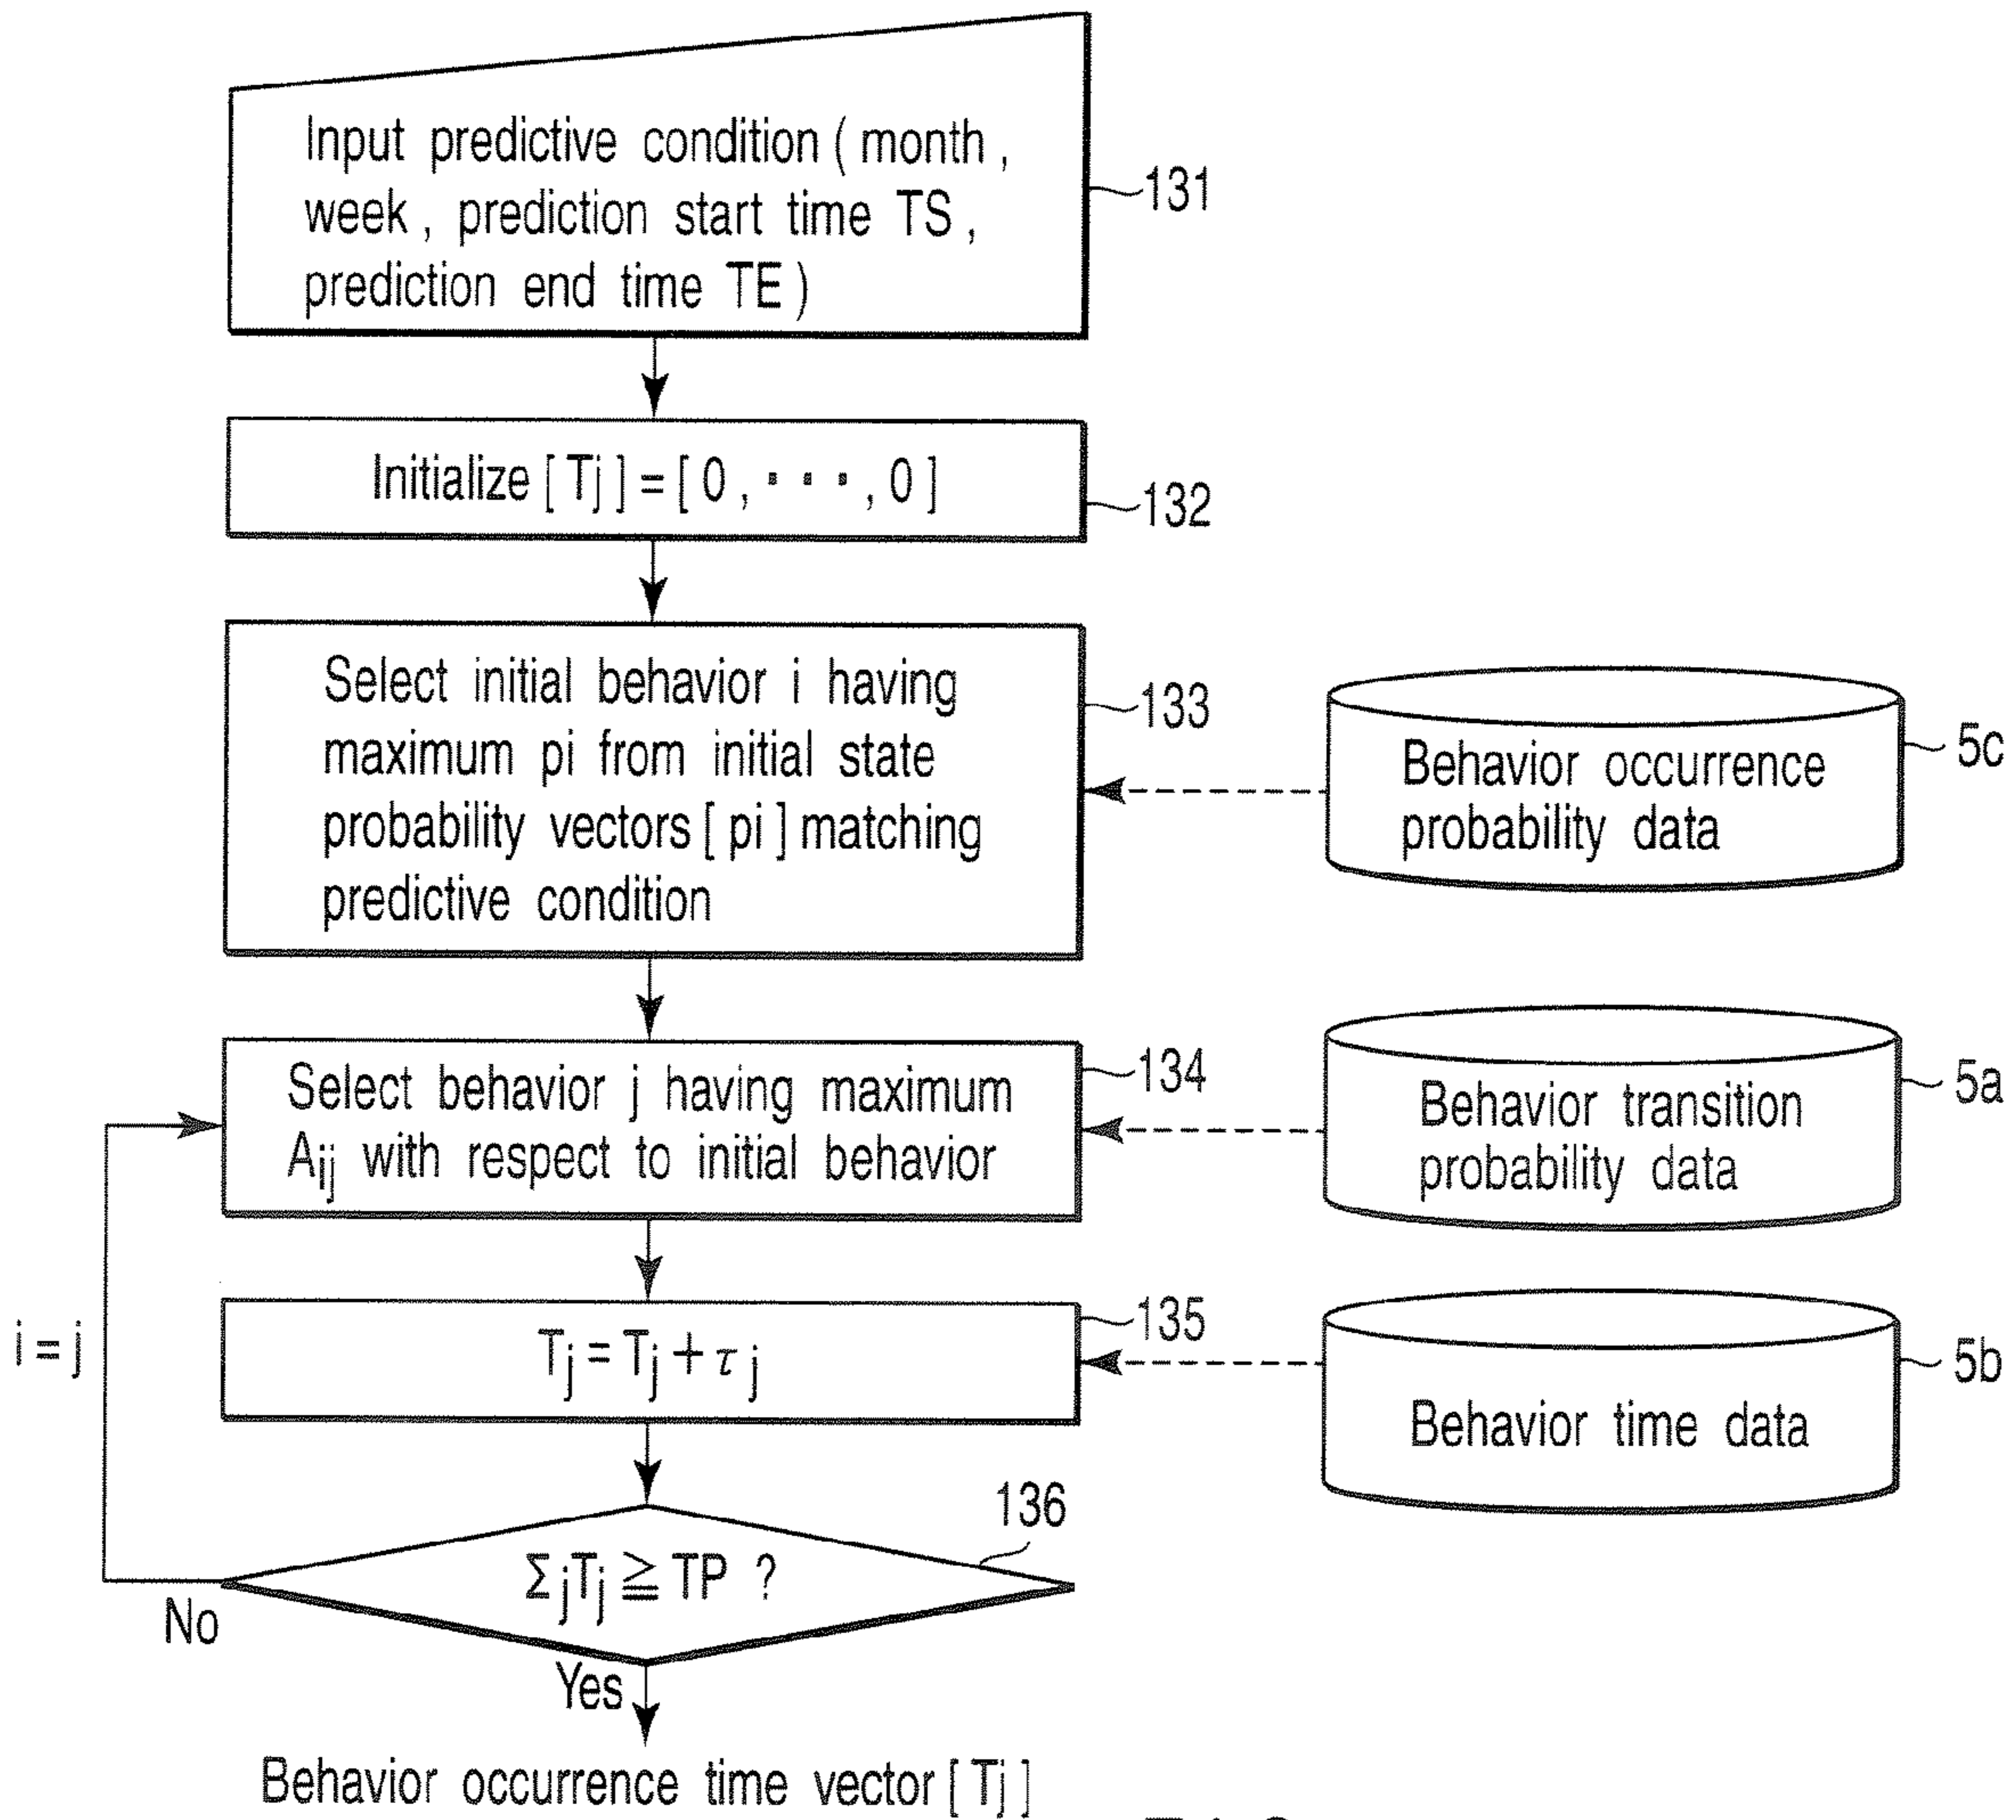 Input predictive condition ( month ,
week , prediction start time TS ,
prediction end time TE )
131
Initialize [ Tj ] = [ 0 , ･ ･ ･ , 0 ]
132
Select initial behavior i having
maximum pi from initial state
probability vectors [ pi ] matching
predictive condition
133
Behavior occurrence
probability data
5c
Select behavior j having maximum
Aij with respect to initial behavior
134
Behavior transition
probability data
5a
i = j
Tj = Tj + τ j
135
Behavior time data
5b
136
Σ jTj ≧ TP ?
No
Yes
Behavior occurrence time vector [ Tj ]